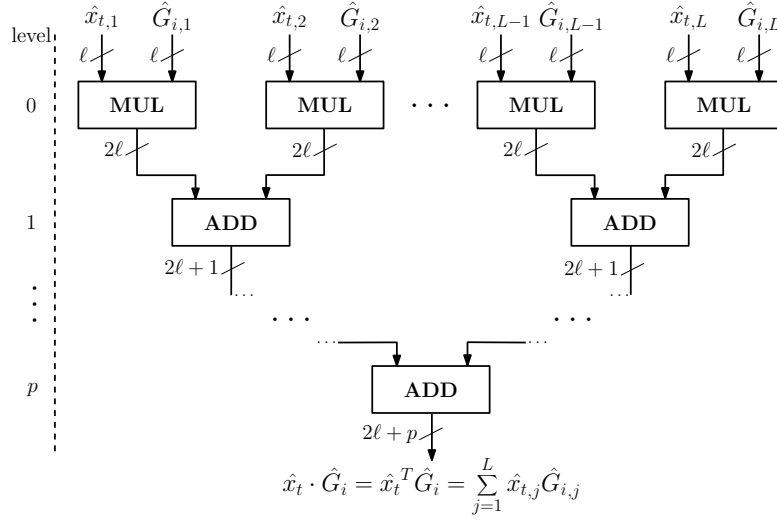 x̂_{t,1} Ĝ_{i,1} x̂_{t,2} Ĝ_{i,2} x̂_{t,L−1} Ĝ_{i,L−1} x̂_{t,L} Ĝ_{i,L}
level
ℓ ℓ ℓ ℓ ℓ ℓ ℓ ℓ
0 MUL MUL ··· MUL MUL
2ℓ 2ℓ 2ℓ 2ℓ
1 ADD ADD
2ℓ + 1 2ℓ + 1
··· ···
⋮ ··· ···
··· ···
p ADD
2ℓ + p
x̂_t · Ĝ_i = x̂_t^T Ĝ_i = \sum_{j=1}^{L} x̂_{t,j} Ĝ_{i,j}